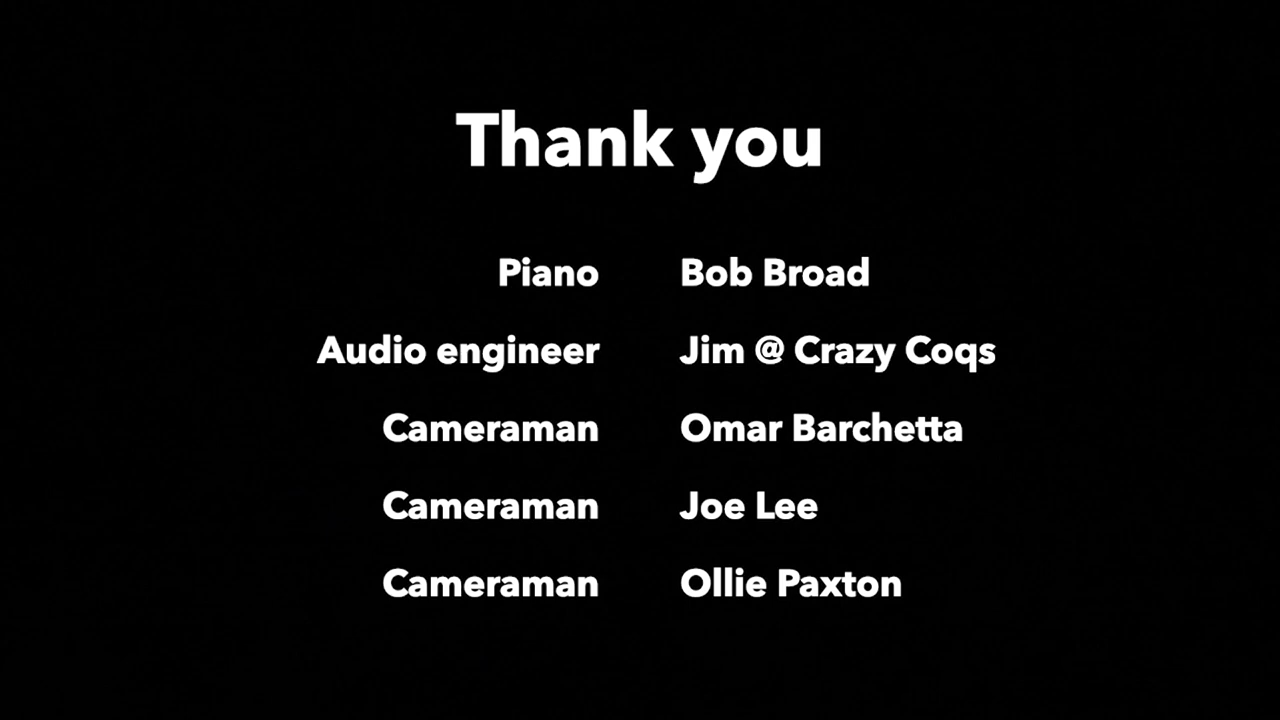 Thank you
Piano Bob Broad
Audio engineer Jim @ Crazy Coqs
Cameraman Omar Barchetta
Cameraman Joe Lee
Cameraman Ollie Paxton